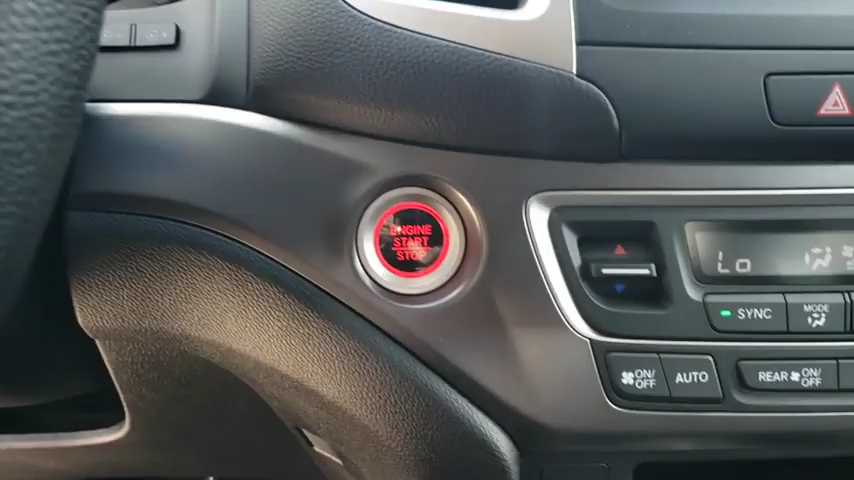 ENGINE
START
STOP
Lo
SYNC
MODE
ON/
OFF
AUTO
REAR ON/
OFF